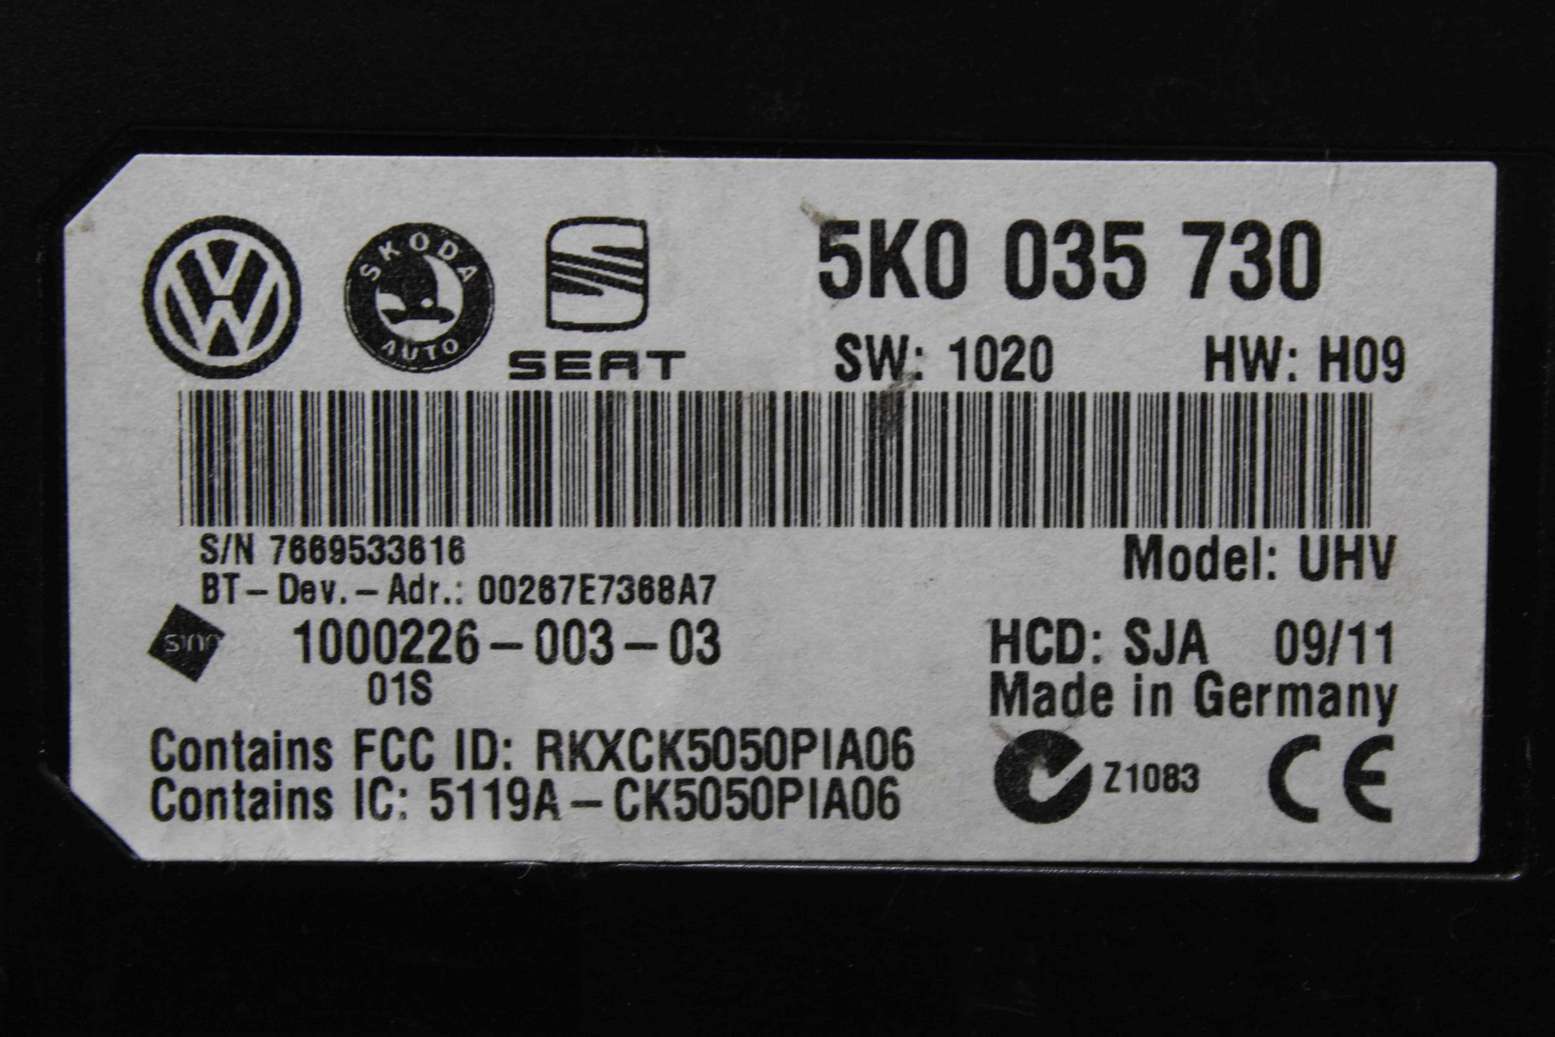 SKODA
AUTO
SEAT
5K0 035 730
SW: 1020 HW: H09
S/N 7669533616
Model: UHV
BT-Dev.-Adr.: 00267E7368A7
1000226-003-03
HCD: SJA 09/11
01S
Made in Germany
Contains FCC ID: RKXCK5050PIA06
Contains IC: 5119A-CK5050PIA06
Z1083
CE